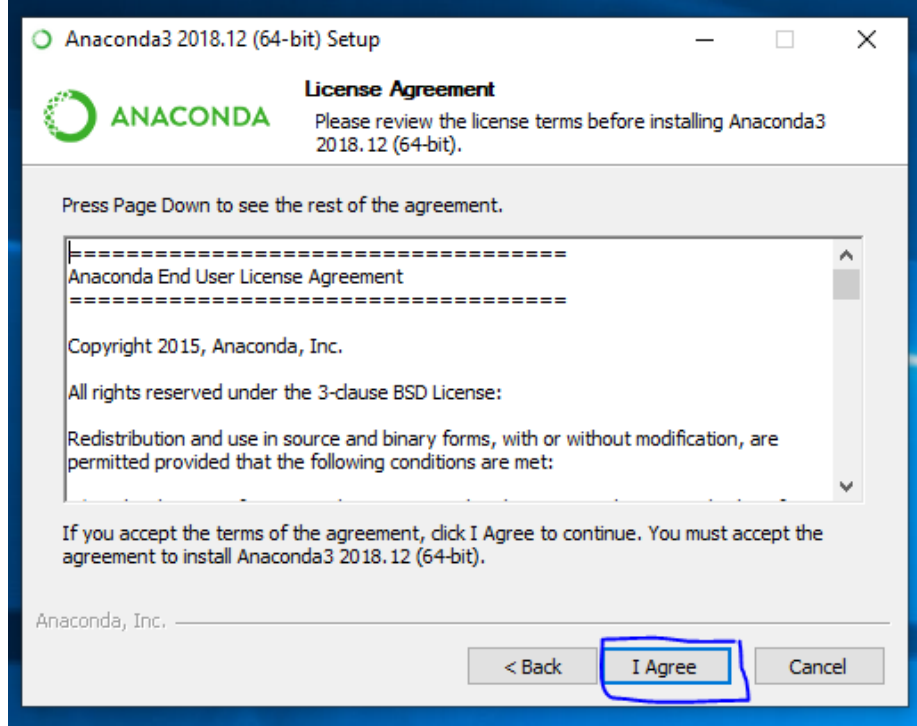 Anaconda3 2018.12 (64-bit) Setup
ANACONDA
License Agreement
Please review the license terms before installing Anaconda3
2018.12 (64-bit).
Press Page Down to see the rest of the agreement.
===================================
Anaconda End User License Agreement
===================================
Copyright 2015, Anaconda, Inc.
All rights reserved under the 3-clause BSD License:
Redistribution and use in source and binary forms, with or without modification, are
permitted provided that the following conditions are met:
If you accept the terms of the agreement, click I Agree to continue. You must accept the
agreement to install Anaconda3 2018.12 (64-bit).
Anaconda, Inc.
< Back
I Agree
Cancel